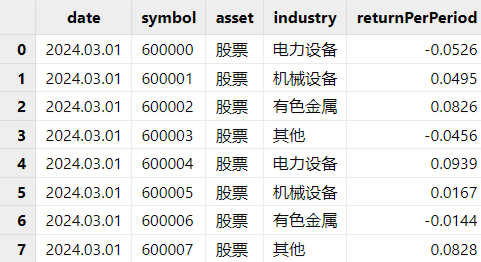 date symbol asset industry returnPerPeriod
0 2024.03.01 600000 股票 电力设备 -0.0526
1 2024.03.01 600001 股票 机械设备 0.0495
2 2024.03.01 600002 股票 有色金属 0.0826
3 2024.03.01 600003 股票 其他 -0.0456
4 2024.03.01 600004 股票 电力设备 0.0939
5 2024.03.01 600005 股票 机械设备 0.0167
6 2024.03.01 600006 股票 有色金属 -0.0144
7 2024.03.01 600007 股票 其他 0.0828